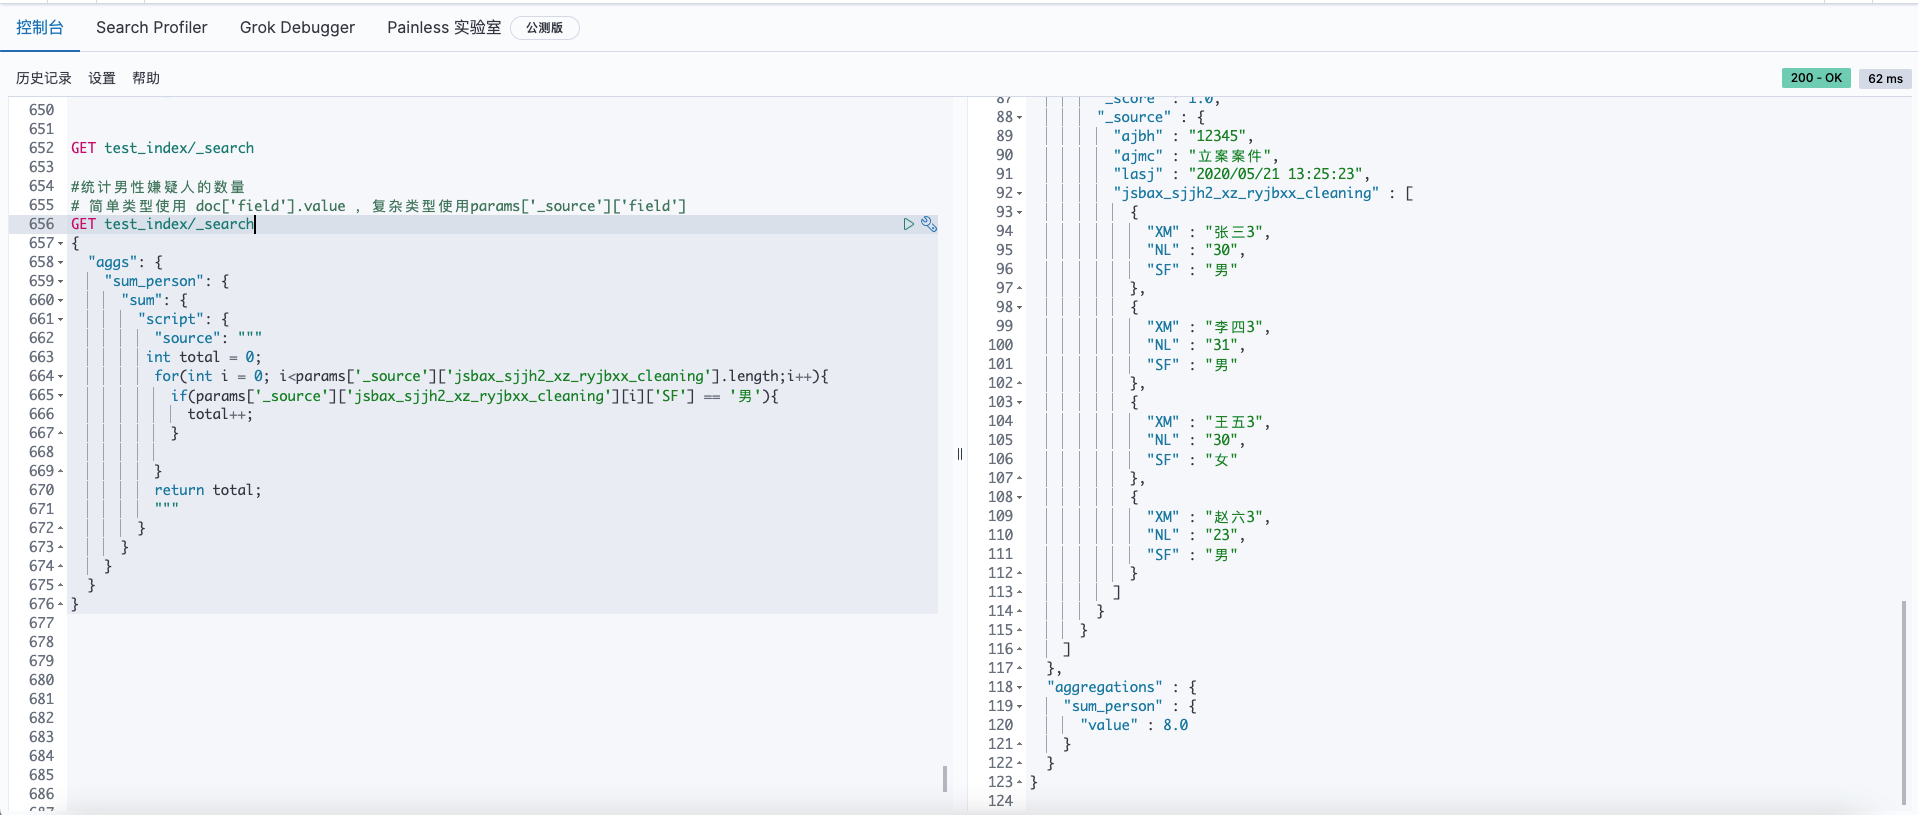 控制台 Search Profiler Grok Debugger Painless 实验室 公测版
历史记录 设置 帮助 200 - OK 62 ms
650
651
652 GET test_index/_search
653
654 #统计男性嫌疑人的数量
655 # 简单类型使用 doc['field'].value , 复杂类型使用params['_source']['field']
656 GET test_index/_search
657 {
658 "aggs": {
659 "sum_person": {
660 "sum": {
661 "script": {
662 "source": """
663 int total = 0;
664 for(int i = 0; i<params['_source']['jsbax_sjjh2_xz_ryjbxx_cleaning'].length;i++){
665 if(params['_source']['jsbax_sjjh2_xz_ryjbxx_cleaning'][i]['SF'] == '男'){
666 total++;
667 }
668
669 }
670 return total;
671 """
672 }
673 }
674 }
675 }
676 }
677
678
679
680
681
682
683
684
685
686
687
87 "_score" : 1.0,
88 "_source" : {
89 "ajbh" : "12345",
90 "ajmc" : "立案案件",
91 "lasj" : "2020/05/21 13:25:23",
92 "jsbax_sjjh2_xz_ryjbxx_cleaning" : [
93 {
94 "XM" : "张三3",
95 "NL" : "30",
96 "SF" : "男"
97 },
98 {
99 "XM" : "李四3",
100 "NL" : "31",
101 "SF" : "男"
102 },
103 {
104 "XM" : "王五3",
105 "NL" : "30",
106 "SF" : "女"
107 },
108 {
109 "XM" : "赵六3",
110 "NL" : "23",
111 "SF" : "男"
112 }
113 ]
114 }
115 }
116 ]
117 },
118 "aggregations" : {
119 "sum_person" : {
120 "value" : 8.0
121 }
122 }
123 }
124